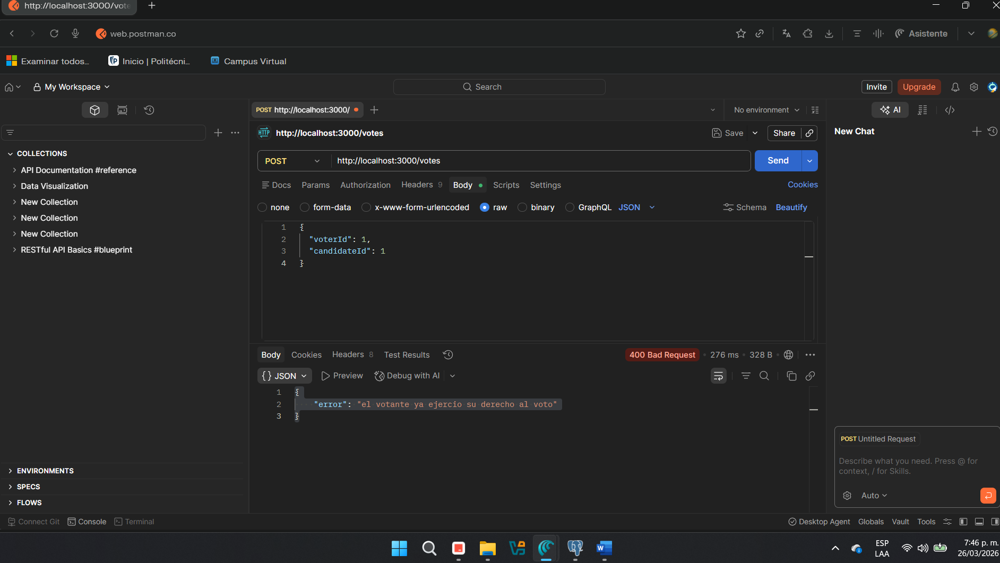 http://localhost:3000/vote
web.postman.co
Asistente
Examinar todos...
Inicio | Politécni...
Campus Virtual
My Workspace
Search
Invite
Upgrade
POST http://localhost:3000/
No environment
AI
HTTP http://localhost:3000/votes
Save
Share
New Chat
COLLECTIONS
API Documentation #reference
Data Visualization
New Collection
New Collection
New Collection
RESTful API Basics #blueprint
POST
http://localhost:3000/votes
Send
Docs
Params
Authorization
Headers 9
Body
Scripts
Settings
Cookies
none
form-data
x-www-form-urlencoded
raw
binary
GraphQL
JSON
Schema
Beautify
1 {
2 "voterId": 1,
3 "candidateId": 1
4 }
Body
Cookies
Headers 8
Test Results
400 Bad Request
276 ms
328 B
{} JSON
Preview
Debug with AI
1 {
2 "error": "el votante ya ejercio su derecho al voto"
3 }
POST Untitled Request
Describe what you need. Press @ for
context, / for Skills.
Auto
ENVIRONMENTS
SPECS
FLOWS
Connect Git
Console
Terminal
Desktop Agent
Globals
Vault
Tools
W
ESP
LAA
7:46 p. m.
26/03/2026